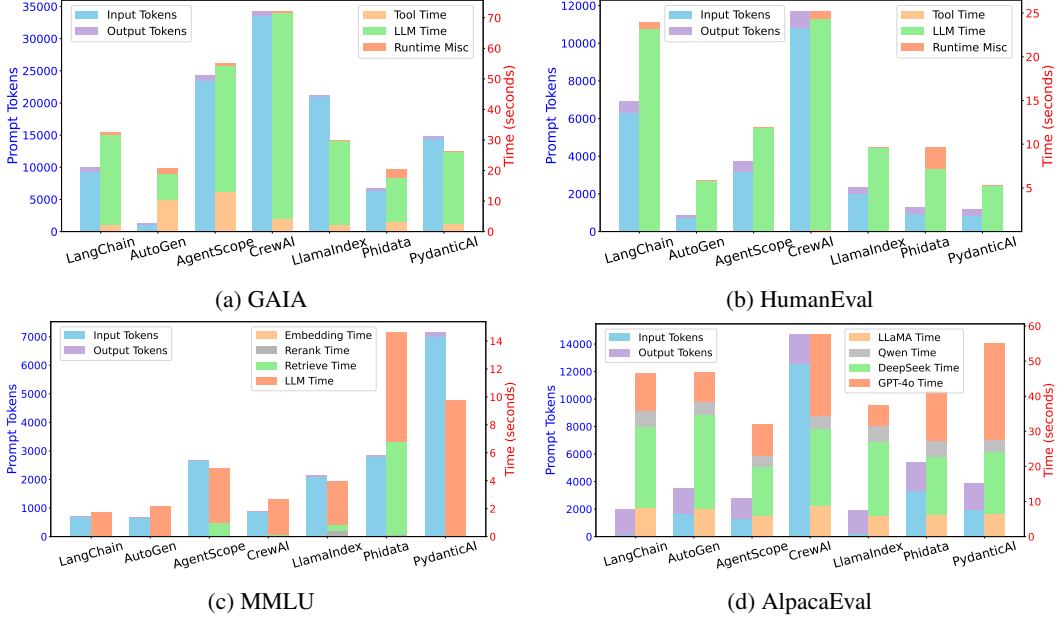 Prompt Tokens
35000
30000
25000
20000
15000
10000
5000
0
Input Tokens
Output Tokens
Tool Time
LLM Time
Runtime Misc
70
60
50
40
30
20
10
0
Time (seconds)
LangChain
AutoGen
AgentScope
CrewAI
LlamaIndex
Phidata
PydanticAI
(a) GAIA
Prompt Tokens
12000
10000
8000
6000
4000
2000
0
Input Tokens
Output Tokens
Tool Time
LLM Time
Runtime Misc
25
20
15
10
5
Time (seconds)
LangChain
AutoGen
AgentScope
CrewAI
LlamaIndex
Phidata
PydanticAI
(b) HumanEval
Prompt Tokens
7000
6000
5000
4000
3000
2000
1000
0
Input Tokens
Output Tokens
Embedding Time
Rerank Time
Retrieve Time
LLM Time
14
12
10
8
6
4
2
0
Time (seconds)
LangChain
AutoGen
AgentScope
CrewAI
LlamaIndex
Phidata
PydanticAI
(c) MMLU
Prompt Tokens
14000
12000
10000
8000
6000
4000
2000
0
Input Tokens
Output Tokens
LLaMA Time
Qwen Time
DeepSeek Time
GPT-4o Time
60
50
40
30
20
10
0
Time (seconds)
LangChain
AutoGen
AgentScope
CrewAI
LlamaIndex
Phidata
PydanticAI
(d) AlpacaEval